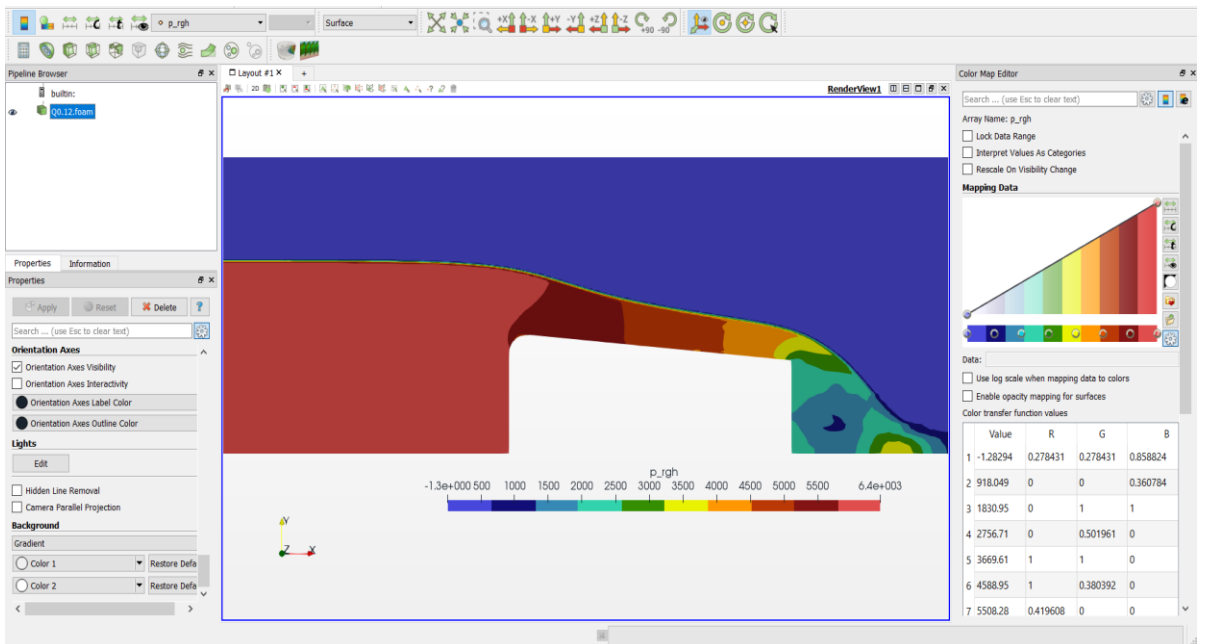 p_rgh Surface +X -X +Y -Y +Z -Z +90 -90
Pipeline Browser
builtin:
Q0.12.foam
Properties Information
Properties
Apply Reset Delete ?
Search ... (use Esc to clear text)
Orientation Axes
Orientation Axes Visibility
Orientation Axes Interactivity
Orientation Axes Label Color
Orientation Axes Outline Color
Lights
Edit
Hidden Line Removal
Camera Parallel Projection
Background
Gradient
Color 1 Restore Defa
Color 2 Restore Defa
Layout #1 × +
2D RenderView1
p_rgh
-1.3e+000 500 1000 1500 2000 2500 3000 3500 4000 4500 5000 5500 6.4e+003
Y
Z X
Color Map Editor
Search ... (use Esc to clear text)
Array Name: p_rgh
Lock Data Range
Interpret Values As Categories
Rescale On Visibility Change
Mapping Data
Data:
Use log scale when mapping data to colors
Enable opacity mapping for surfaces
Color transfer function values
Value R G B
1 -1.28294 0.278431 0.278431 0.858824
2 918.049 0 0 0.360784
3 1830.95 0 1 1
4 2756.71 0 0.501961 0
5 3669.61 1 1 0
6 4588.95 1 0.380392 0
7 5508.28 0.419608 0 0